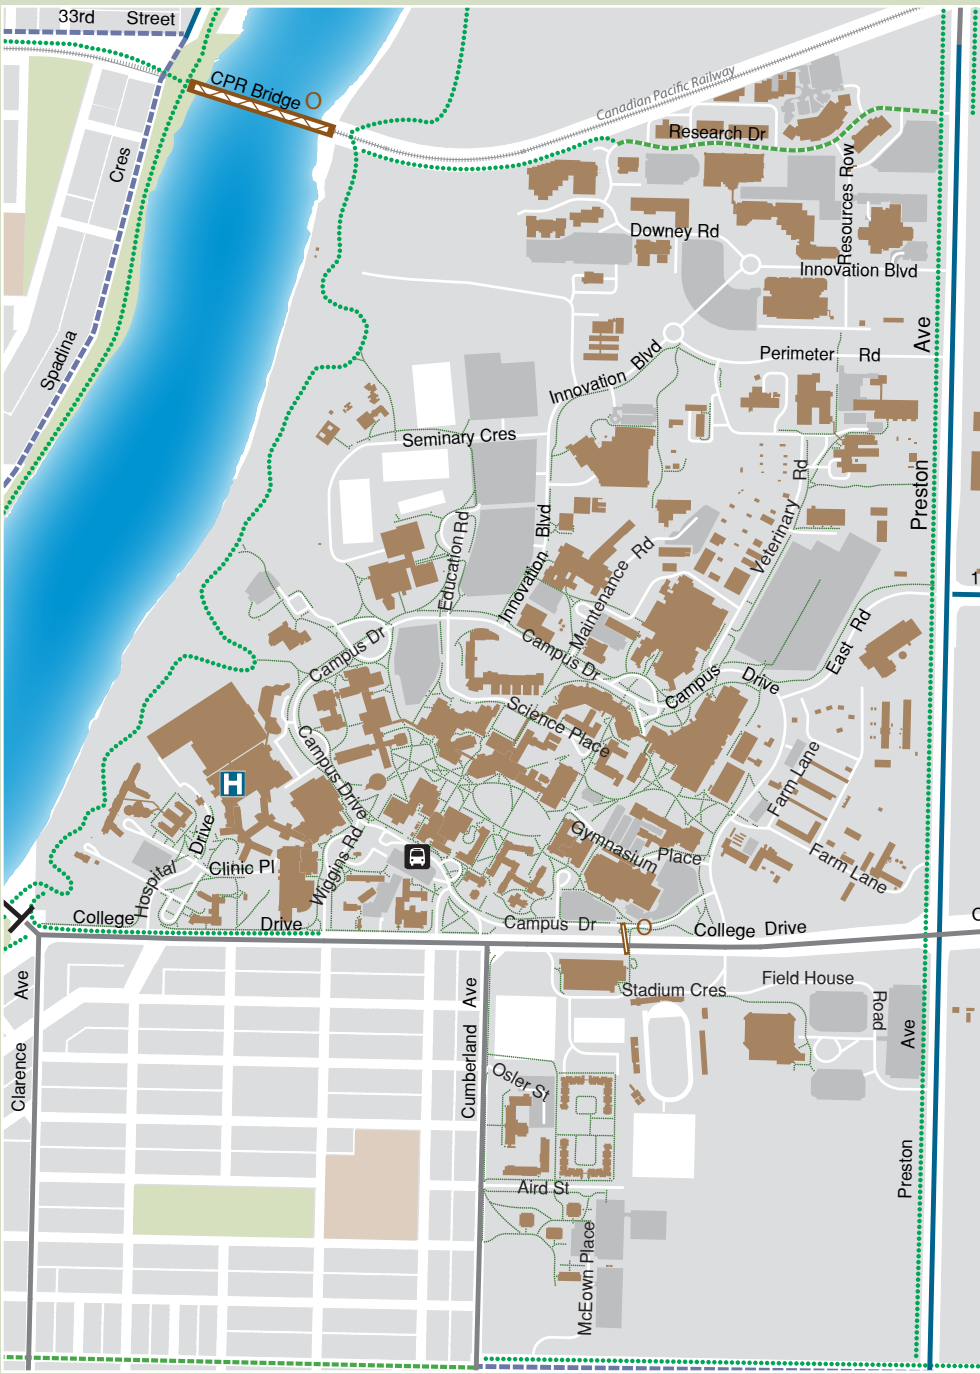 33rd Street
CPR Bridge O
Canadian Pacific Railway
Research Dr
Cres
Resources Row
Downey Rd
Innovation Blvd
Spadina
Ave
Perimeter Rd
Innovation Blvd
Seminary Cres
Preston
Veterinary Rd
Education Rd
Innovation Blvd
Maintenance Rd
1
Campus Dr
Campus Dr
East Rd
Campus Drive
Science Place
Campus Drive
H
Farm Lane
Gymnasium Place
Hospital Drive
Clinic Pl
Wiggins Rd
Farm Lane
College Drive
Campus Dr
O
College Drive
C
Ave
Clarence
Ave
Cumberland
Stadium Cres
Field House Road
Ave
Preston
Osler St
Aird St
McEown Place